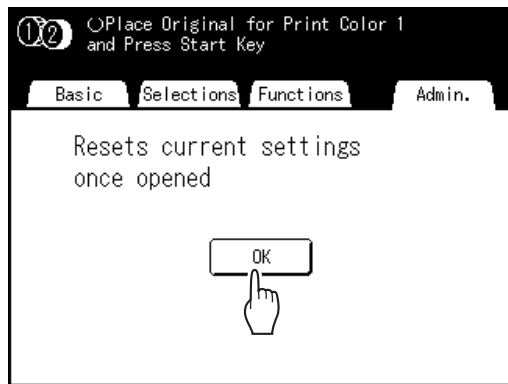 ①② ○Place Original for Print Color 1
and Press Start Key
Basic Selections Functions Admin.
Resets current settings
once opened
OK